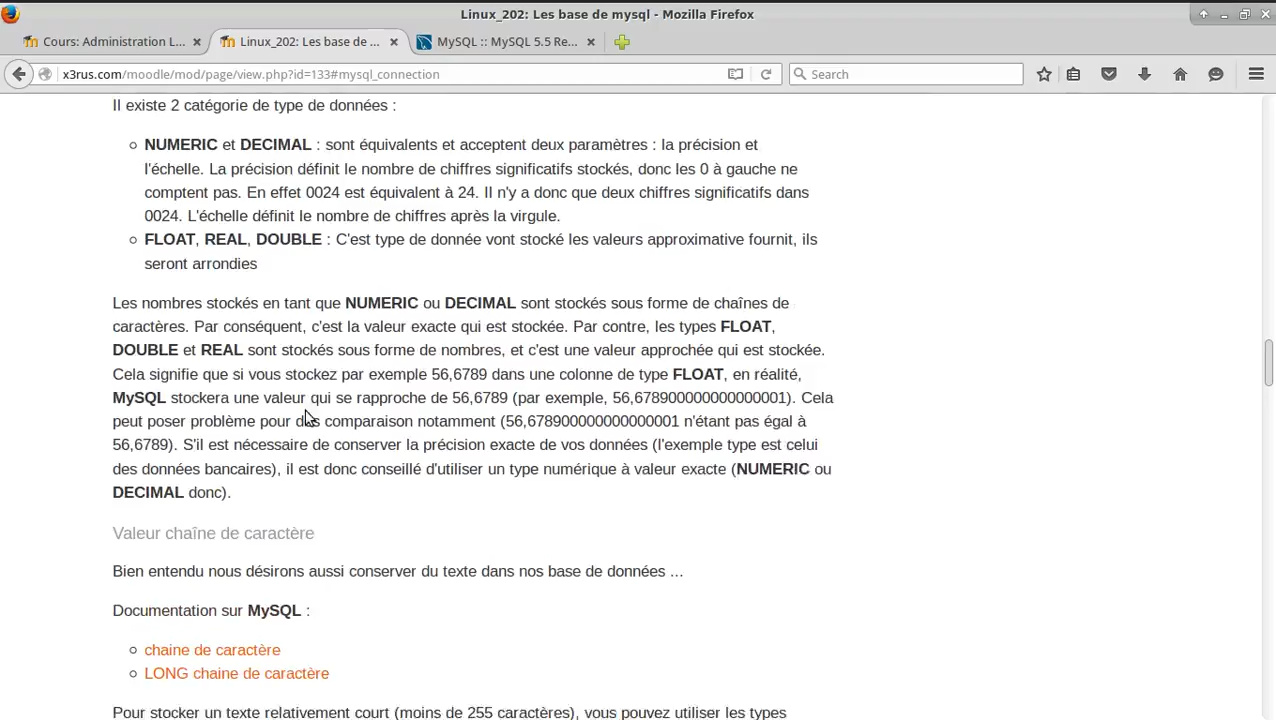 Linux_202: Les base de mysql - Mozilla Firefox
Cours: Administration L... × Linux_202: Les base de ... × MySQL :: MySQL 5.5 Re... ×
x3rus.com/moodle/mod/page/view.php?id=133#mysql_connection Search
Il existe 2 catégorie de type de données :
NUMERIC et DECIMAL : sont équivalents et acceptent deux paramètres : la précision et
l'échelle. La précision définit le nombre de chiffres significatifs stockés, donc les 0 à gauche ne
comptent pas. En effet 0024 est équivalent à 24. Il n'y a donc que deux chiffres significatifs dans
0024. L'échelle définit le nombre de chiffres après la virgule.
FLOAT, REAL, DOUBLE : C'est type de donnée vont stocké les valeurs approximative fournit, ils
seront arrondies
Les nombres stockés en tant que NUMERIC ou DECIMAL sont stockés sous forme de chaînes de
caractères. Par conséquent, c'est la valeur exacte qui est stockée. Par contre, les types FLOAT,
DOUBLE et REAL sont stockés sous forme de nombres, et c'est une valeur approchée qui est stockée.
Cela signifie que si vous stockez par exemple 56,6789 dans une colonne de type FLOAT, en réalité,
MySQL stockera une valeur qui se rapproche de 56,6789 (par exemple, 56,678900000000000001). Cela
peut poser problème pour des comparaison notamment (56,678900000000000001 n'étant pas égal à
56,6789). S'il est nécessaire de conserver la précision exacte de vos données (l'exemple type est celui
des données bancaires), il est donc conseillé d'utiliser un type numérique à valeur exacte (NUMERIC ou
DECIMAL donc).
Valeur chaîne de caractère
Bien entendu nous désirons aussi conserver du texte dans nos base de données ...
Documentation sur MySQL :
chaine de caractère
LONG chaine de caractère
Pour stocker un texte relativement court (moins de 255 caractères), vous pouvez utiliser les types